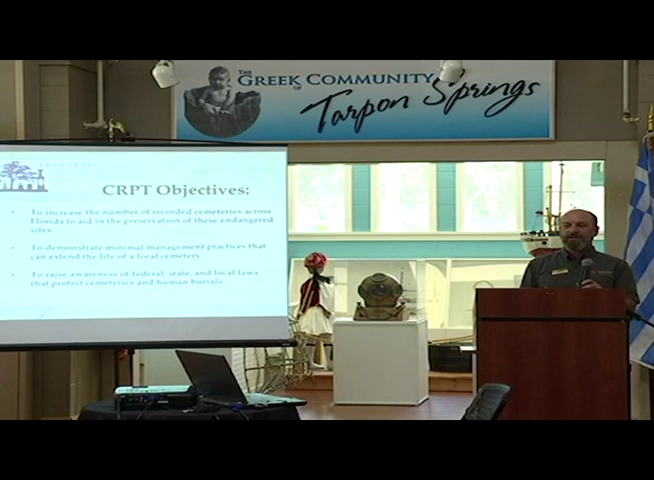 THE
GREEK COMMUNITY
OF
Tarpon Springs
CEMETERY
CRPT Objectives:
• To increase the number of recorded cemeteries across
Florida to aid in the preservation of these endangered
sites.
• To demonstrate minimal management practices that
can extend the life of a local cemetery.
• To raise awareness of federal, state, and local laws
that protect cemeteries and human burials.